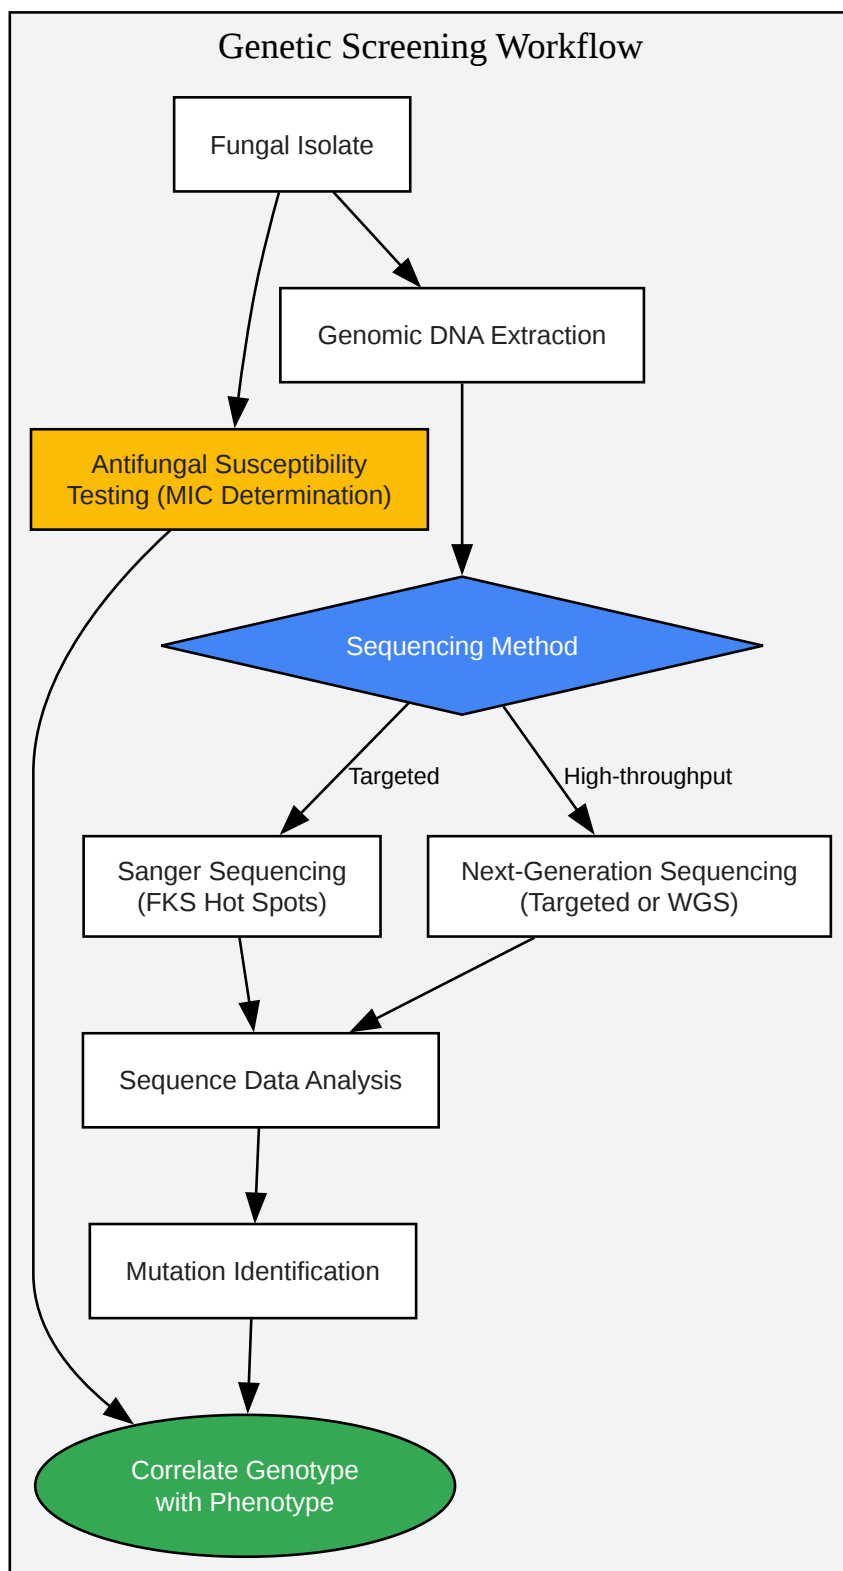 Genetic Screening Workflow
Fungal Isolate
Genomic DNA Extraction
Antifungal Susceptibility
Testing (MIC Determination)
Sequencing Method
Targeted
High-throughput
Sanger Sequencing
(FKS Hot Spots)
Next-Generation Sequencing
(Targeted or WGS)
Sequence Data Analysis
Mutation Identification
Correlate Genotype
with Phenotype